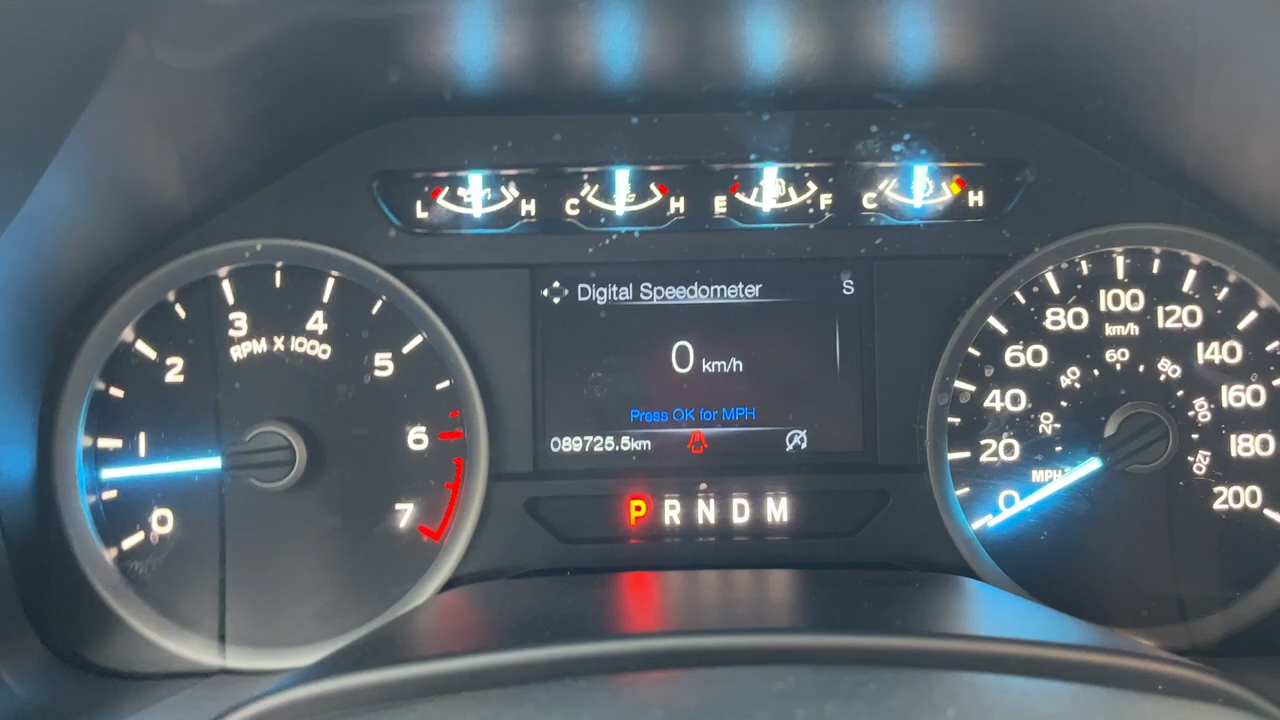 L H C H E F C H
Digital Speedometer S
0 km/h
Press OK for MPH
089725.5km
P R N D M
0 1 2 3 4 5 6 7
RPM X 1000
0 20 40 60 80 100 120 140 160 180 200
km/h
20 40 60 80 100 120
MPH